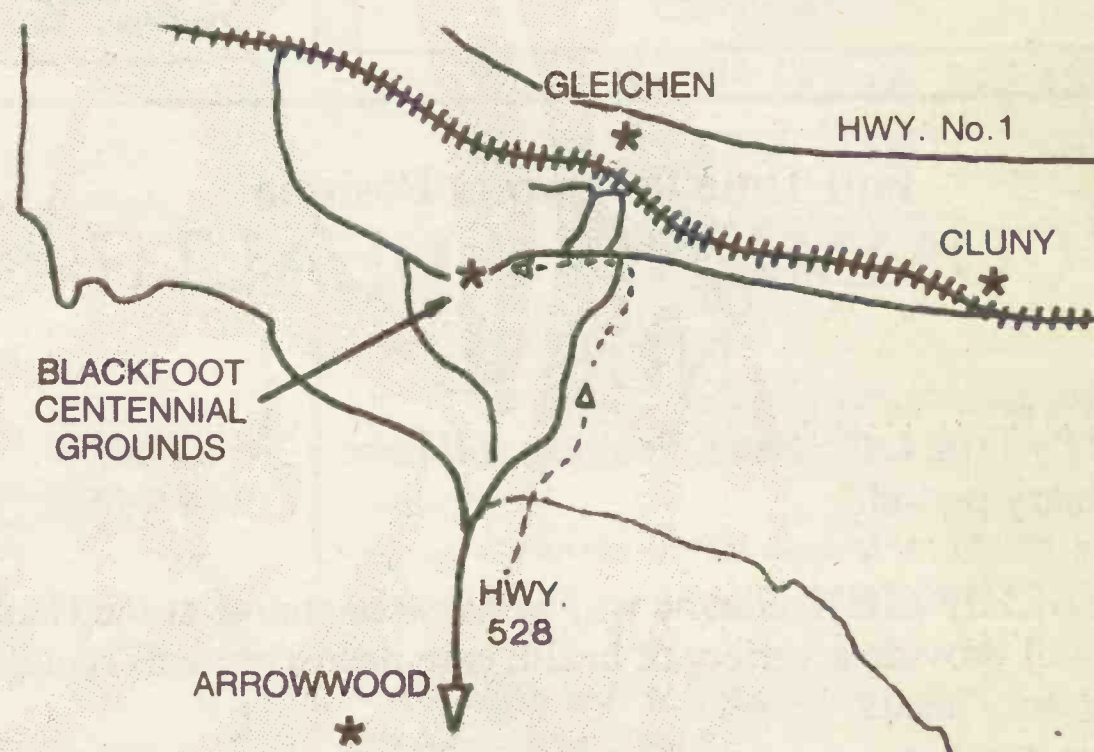 GLEICHEN
HWY. No.1
CLUNY
BLACKFOOT
CENTENNIAL
GROUNDS
HWY.
528
ARROWWOOD